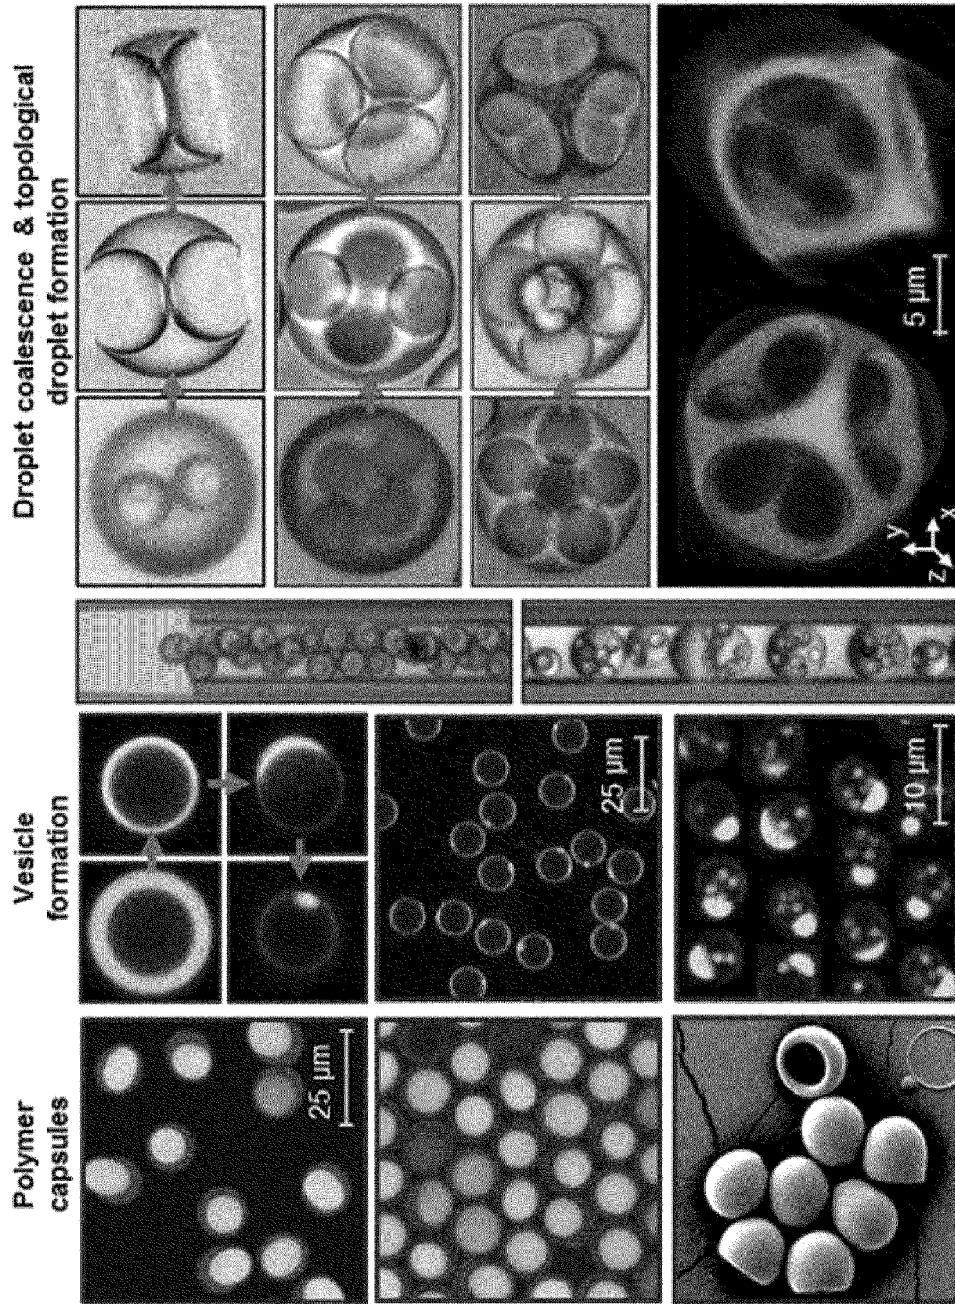 Polymer
capsules
Vesicle
formation
Droplet coalescence & topological
droplet formation
25 µm
25 µm
10 µm
5 µm
y
x
z